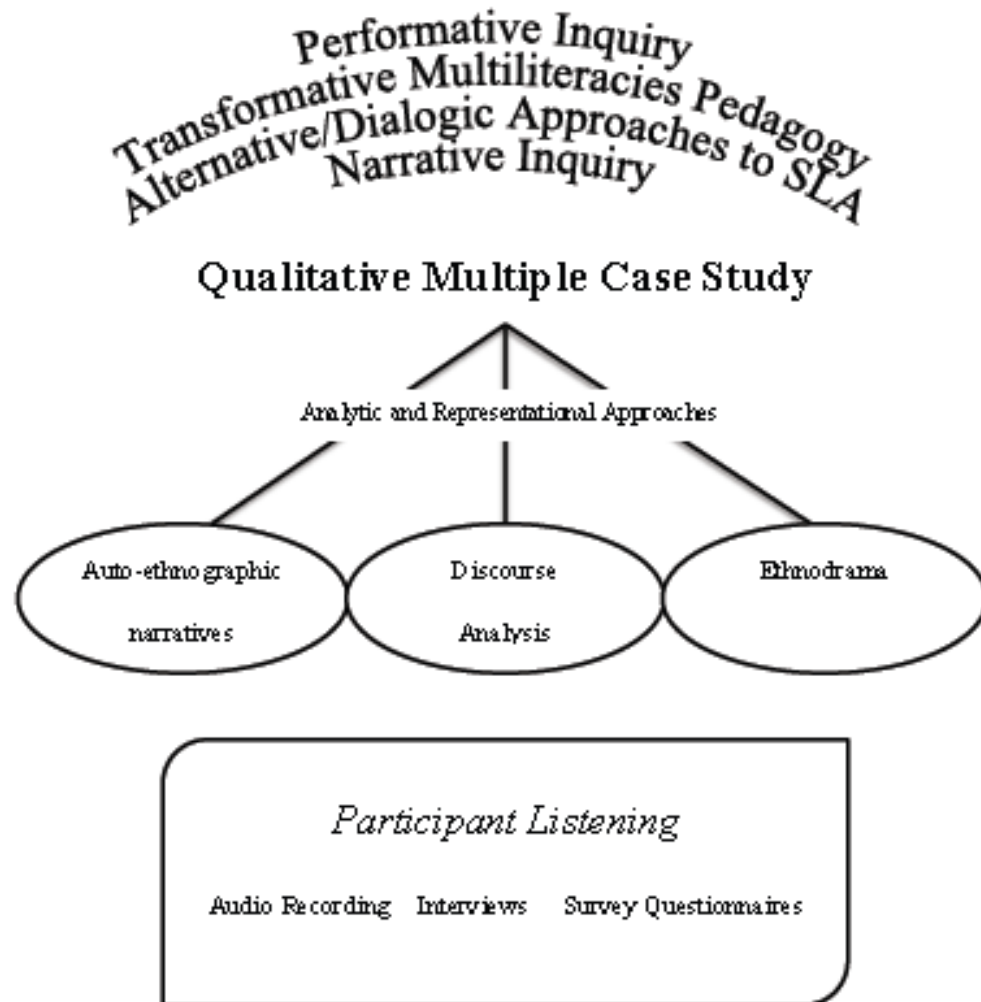 Performative Inquiry
Transformative Multiliteracies Pedagogy
Alternative/Dialogic Approaches to SLA
Narrative Inquiry
Qualitative Multiple Case Study
Analytic and Representational Approaches
Auto-ethnographic
narratives
Discourse
Analysis
Ethnodrama
Participant Listening
Audio Recording Interviews Survey Questionnaires